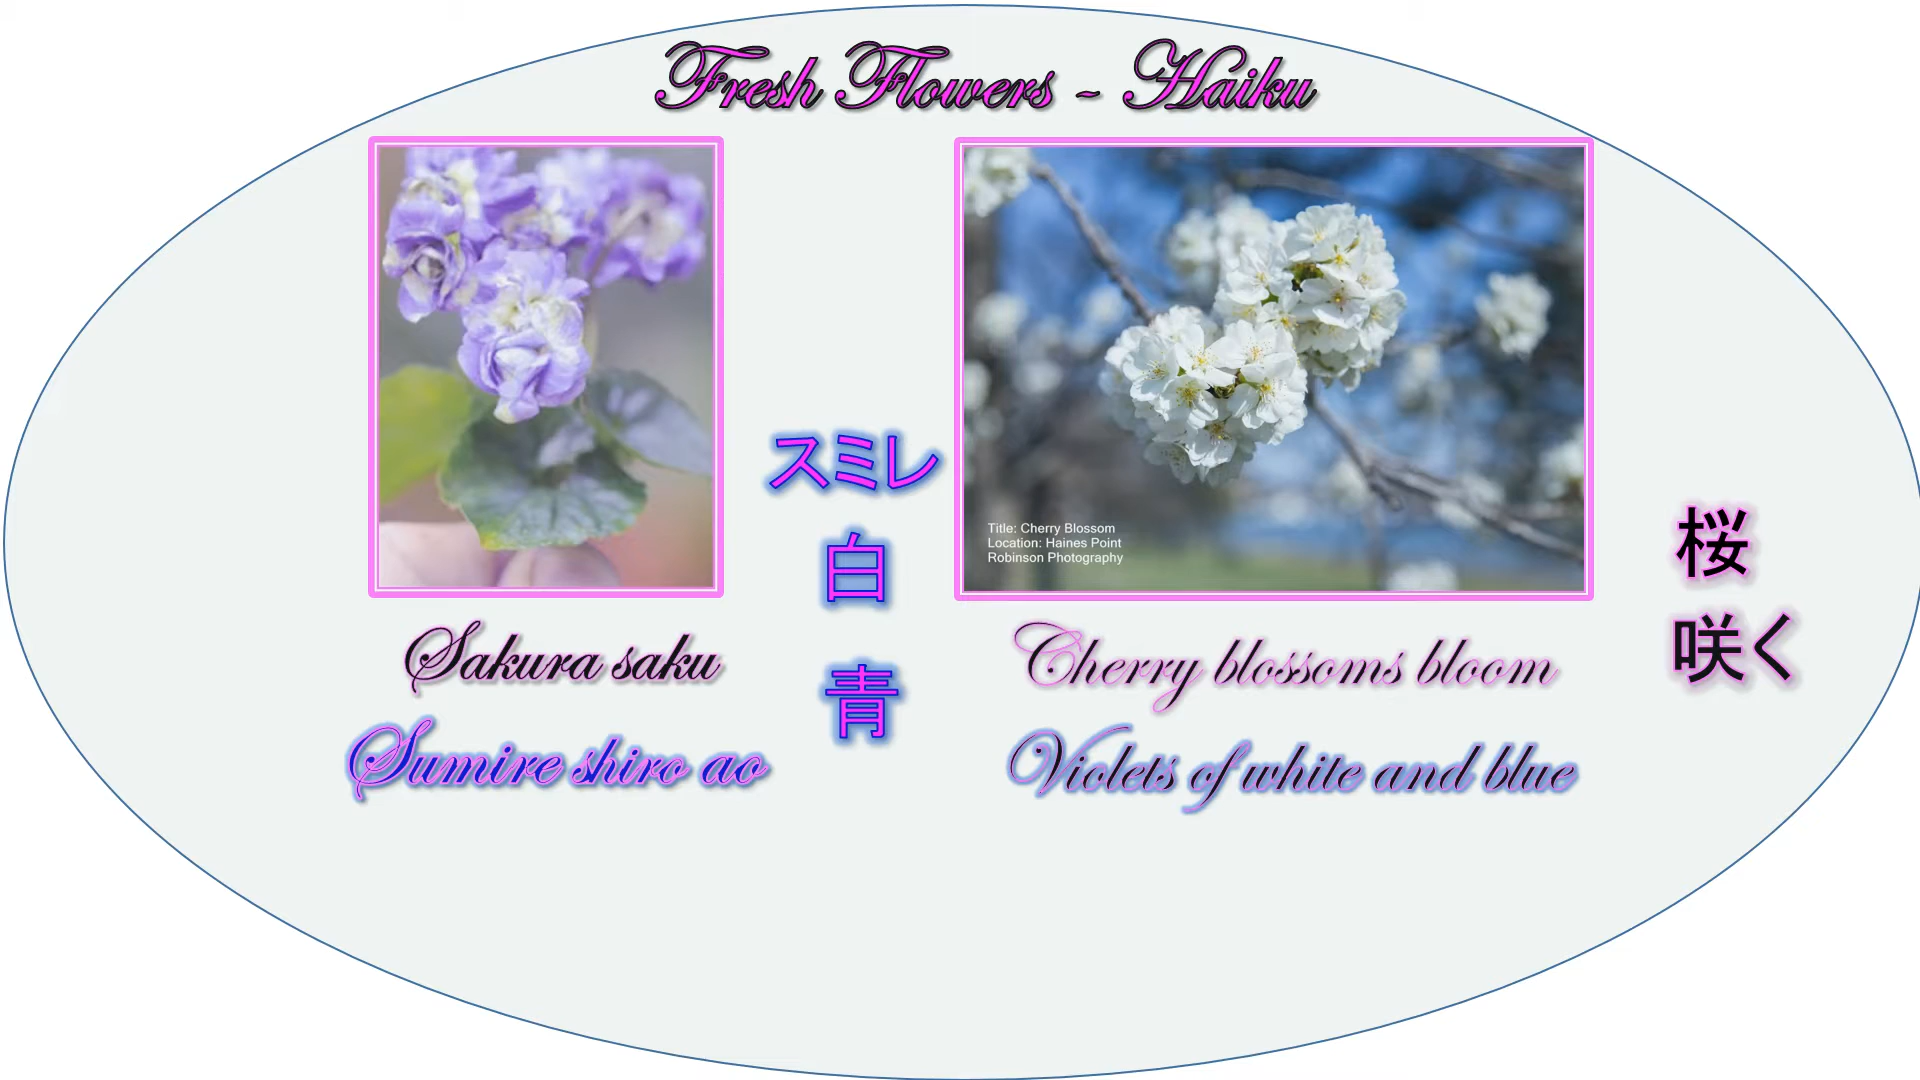 Fresh Flowers - Haiku
スミレ
白
青
Title: Cherry Blossom
Location: Haines Point
Robinson Photography
桜
咲く
Sakura saku
Sumire shiro ao
Cherry blossoms bloom
Violets of white and blue